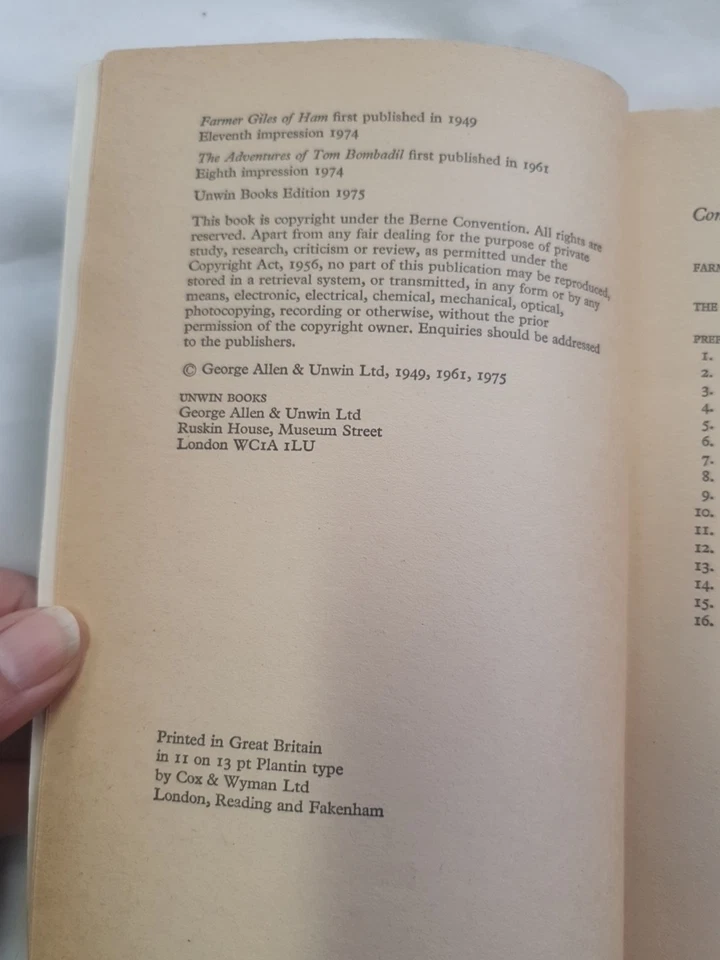 Farmer Giles of Ham first published in 1949
Eleventh impression 1974
The Adventures of Tom Bombadil first published in 1961
Eighth impression 1974
Unwin Books Edition 1975
This book is copyright under the Berne Convention. All rights are
reserved. Apart from any fair dealing for the purpose of private
study, research, criticism or review, as permitted under the
Copyright Act, 1956, no part of this publication may be reproduced,
stored in a retrieval system, or transmitted, in any form or by any
means, electronic, electrical, chemical, mechanical, optical,
photocopying, recording or otherwise, without the prior
permission of the copyright owner. Enquiries should be addressed
to the publishers.
© George Allen & Unwin Ltd, 1949, 1961, 1975
UNWIN BOOKS
George Allen & Unwin Ltd
Ruskin House, Museum Street
London WC1A 1LU
Printed in Great Britain
in 11 on 13 pt Plantin type
by Cox & Wyman Ltd
London, Reading and Fakenham
THE
1.
2.
3.
4.
5.
6.
7.
8.
9.
10.
11.
12.
13.
14.
15.
16.